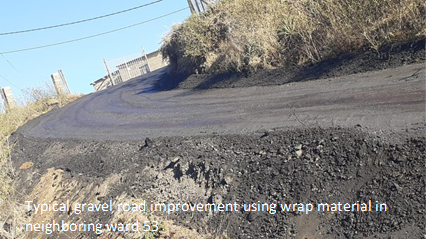 Typical gravel road improvement using wrap material in
neighboring ward 53